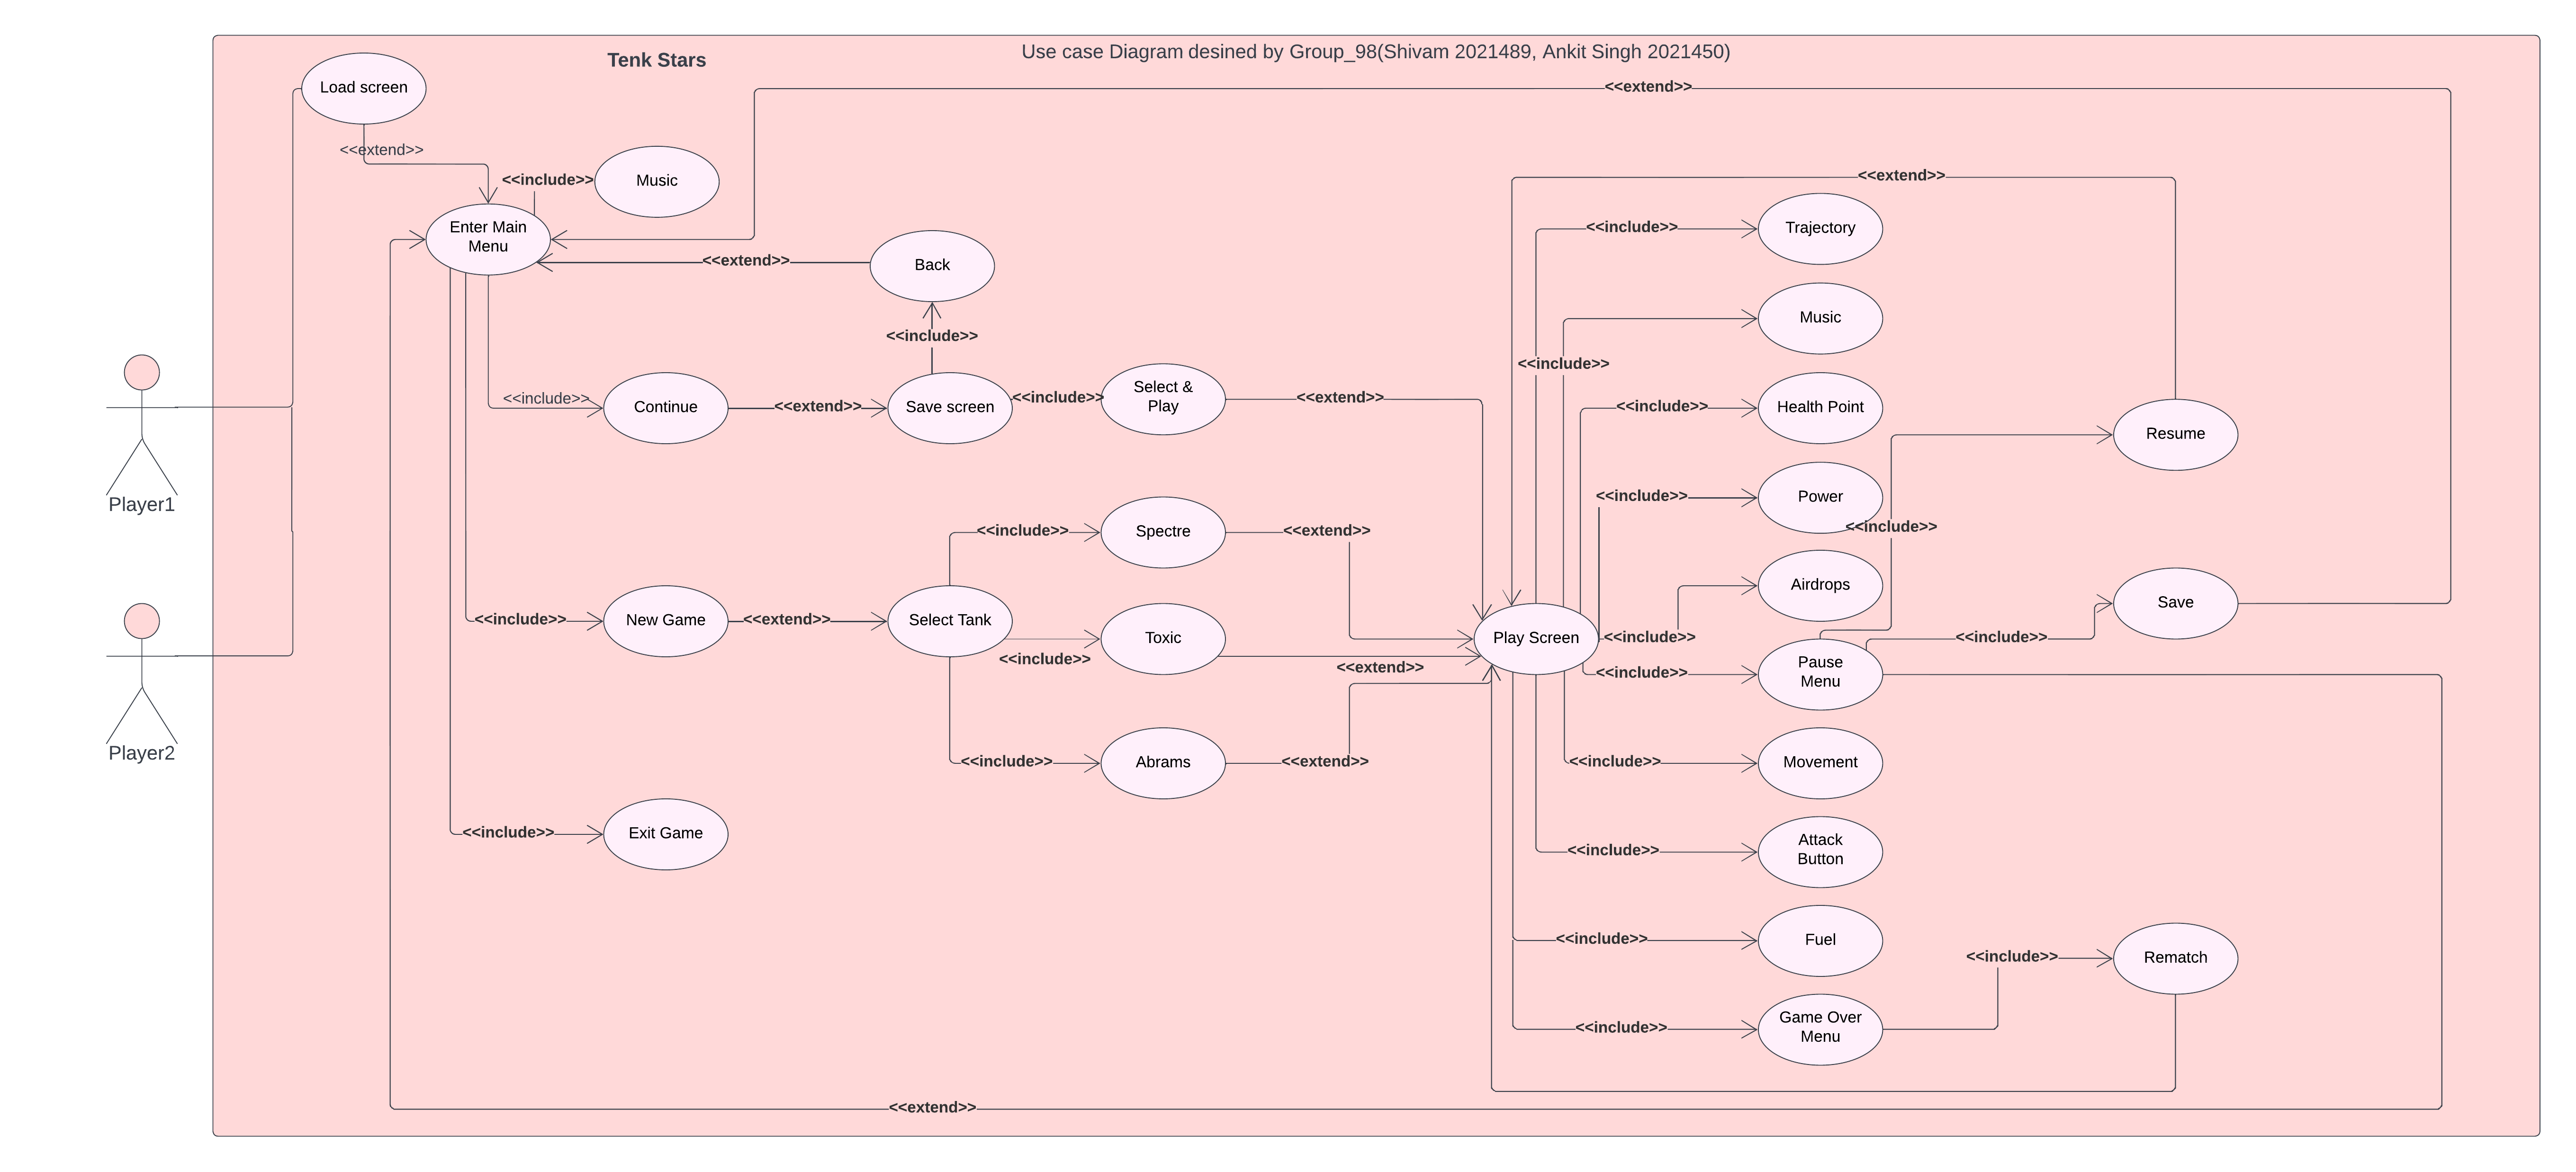 Tenk Stars
Use case Diagram desined by Group_98(Shivam 2021489, Ankit Singh 2021450)
Load screen
<<extend>>
<<extend>>
<<include>>
Music
<<extend>>
Enter Main
Menu
<<include>>
Trajectory
<<extend>>
Back
<<include>>
Music
<<include>>
<<include>>
Continue
<<extend>>
Save screen
<<include>>
Select &
Play
<<extend>>
<<include>>
Health Point
Resume
Player1
<<include>>
Power
<<include>>
<<include>>
Spectre
<<extend>>
Airdrops
<<include>>
New Game
<<extend>>
Select Tank
<<include>>
Toxic
<<extend>>
Play Screen
<<include>>
<<include>>
Pause
Menu
<<include>>
Save
Player2
<<include>>
Abrams
<<extend>>
<<include>>
Movement
<<include>>
Exit Game
<<include>>
Attack
Button
<<include>>
Fuel
<<include>>
Rematch
<<include>>
Game Over
Menu
<<extend>>